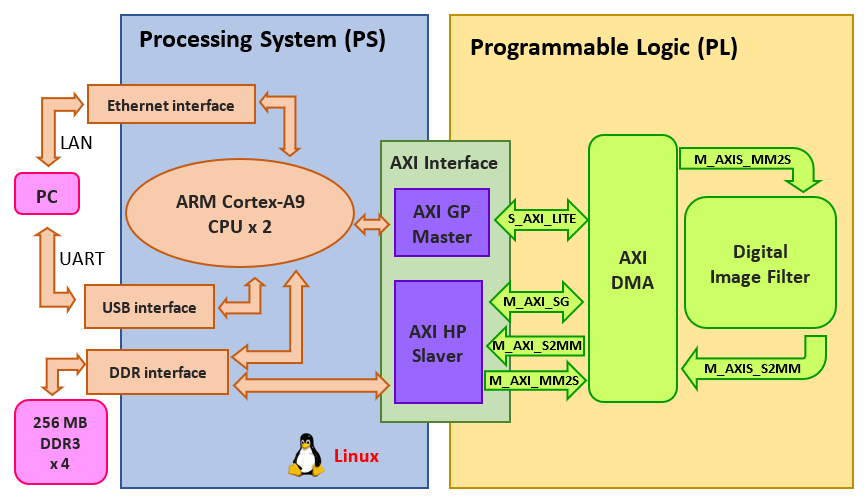 Processing System (PS)
Programmable Logic (PL)
Ethernet interface
LAN
PC
UART
ARM Cortex-A9
CPU x 2
USB interface
DDR interface
256 MB
DDR3
x 4
Linux
AXI Interface
AXI GP
Master
AXI HP
Slaver
S_AXI_LITE
M_AXI_SG
M_AXI_S2MM
M_AXI_MM2S
AXI
DMA
M_AXIS_MM2S
Digital
Image Filter
M_AXIS_S2MM